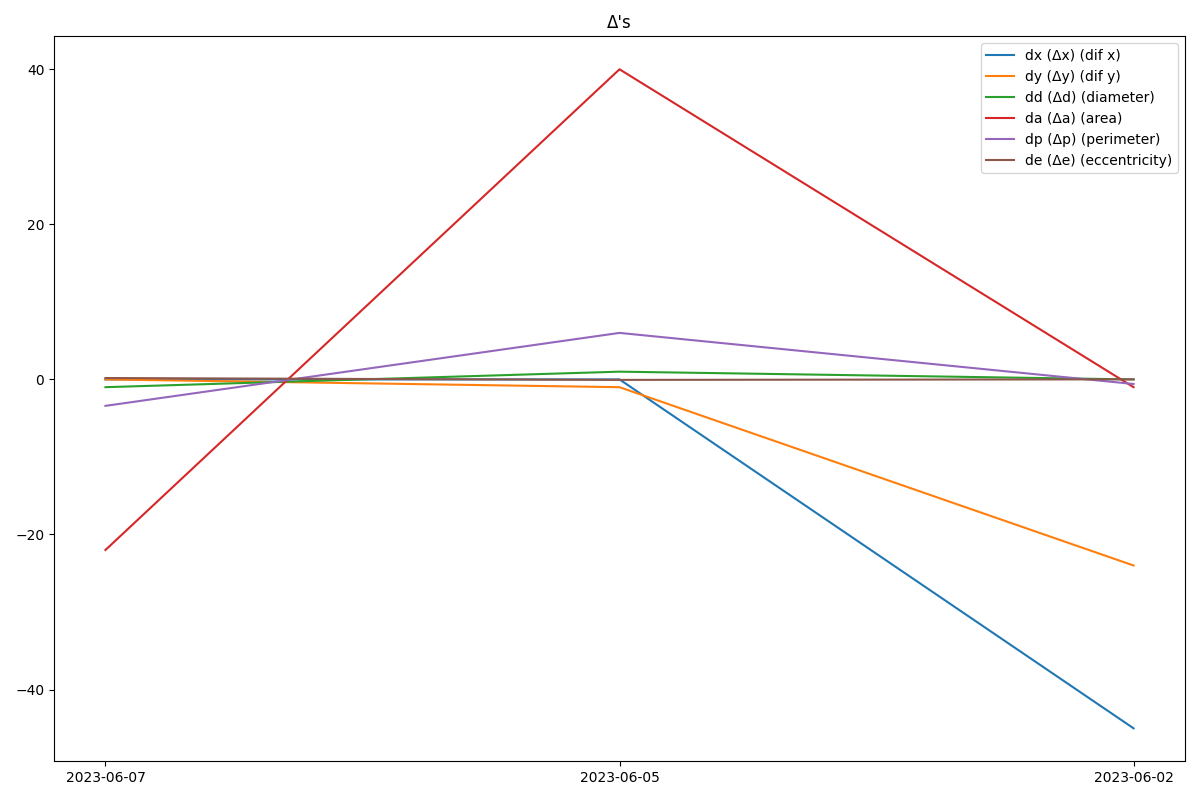 Δ's
dx (Δx) (dif x)
dy (Δy) (dif y)
dd (Δd) (diameter)
da (Δa) (area)
dp (Δp) (perimeter)
de (Δe) (eccentricity)
40
20
0
−20
−40
2023-06-07 2023-06-05 2023-06-02